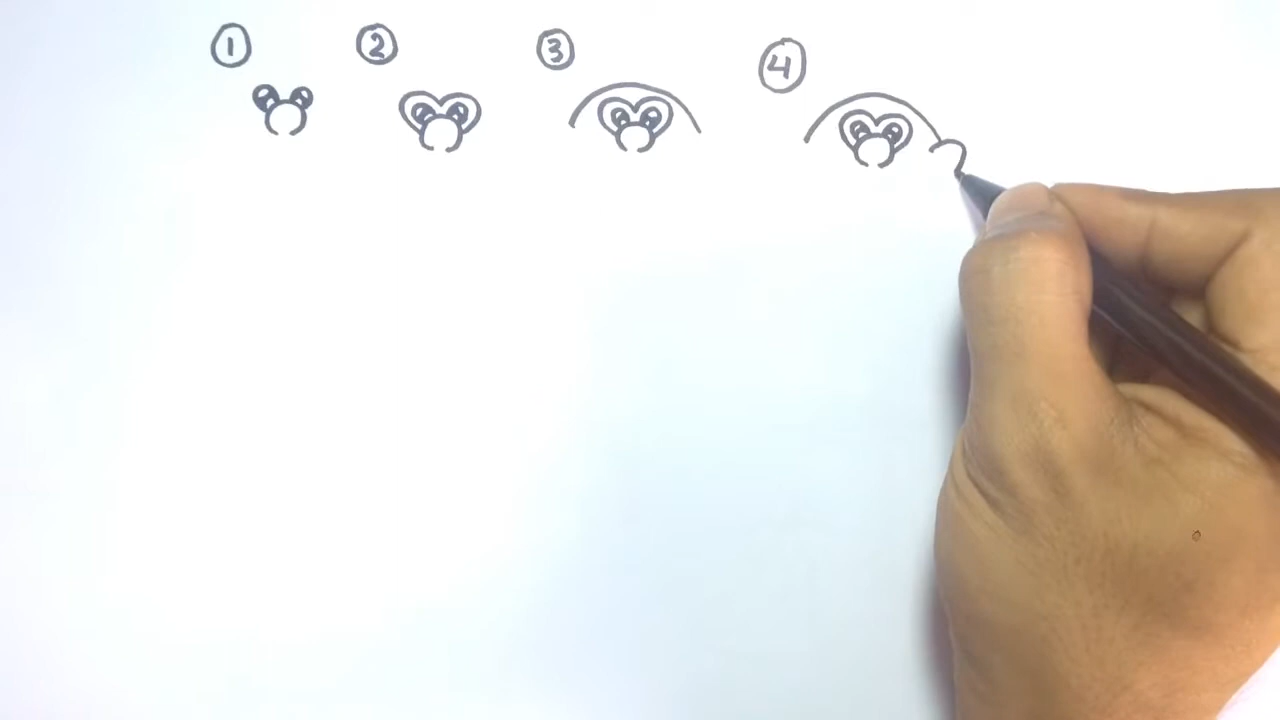 ① ② ③ ④